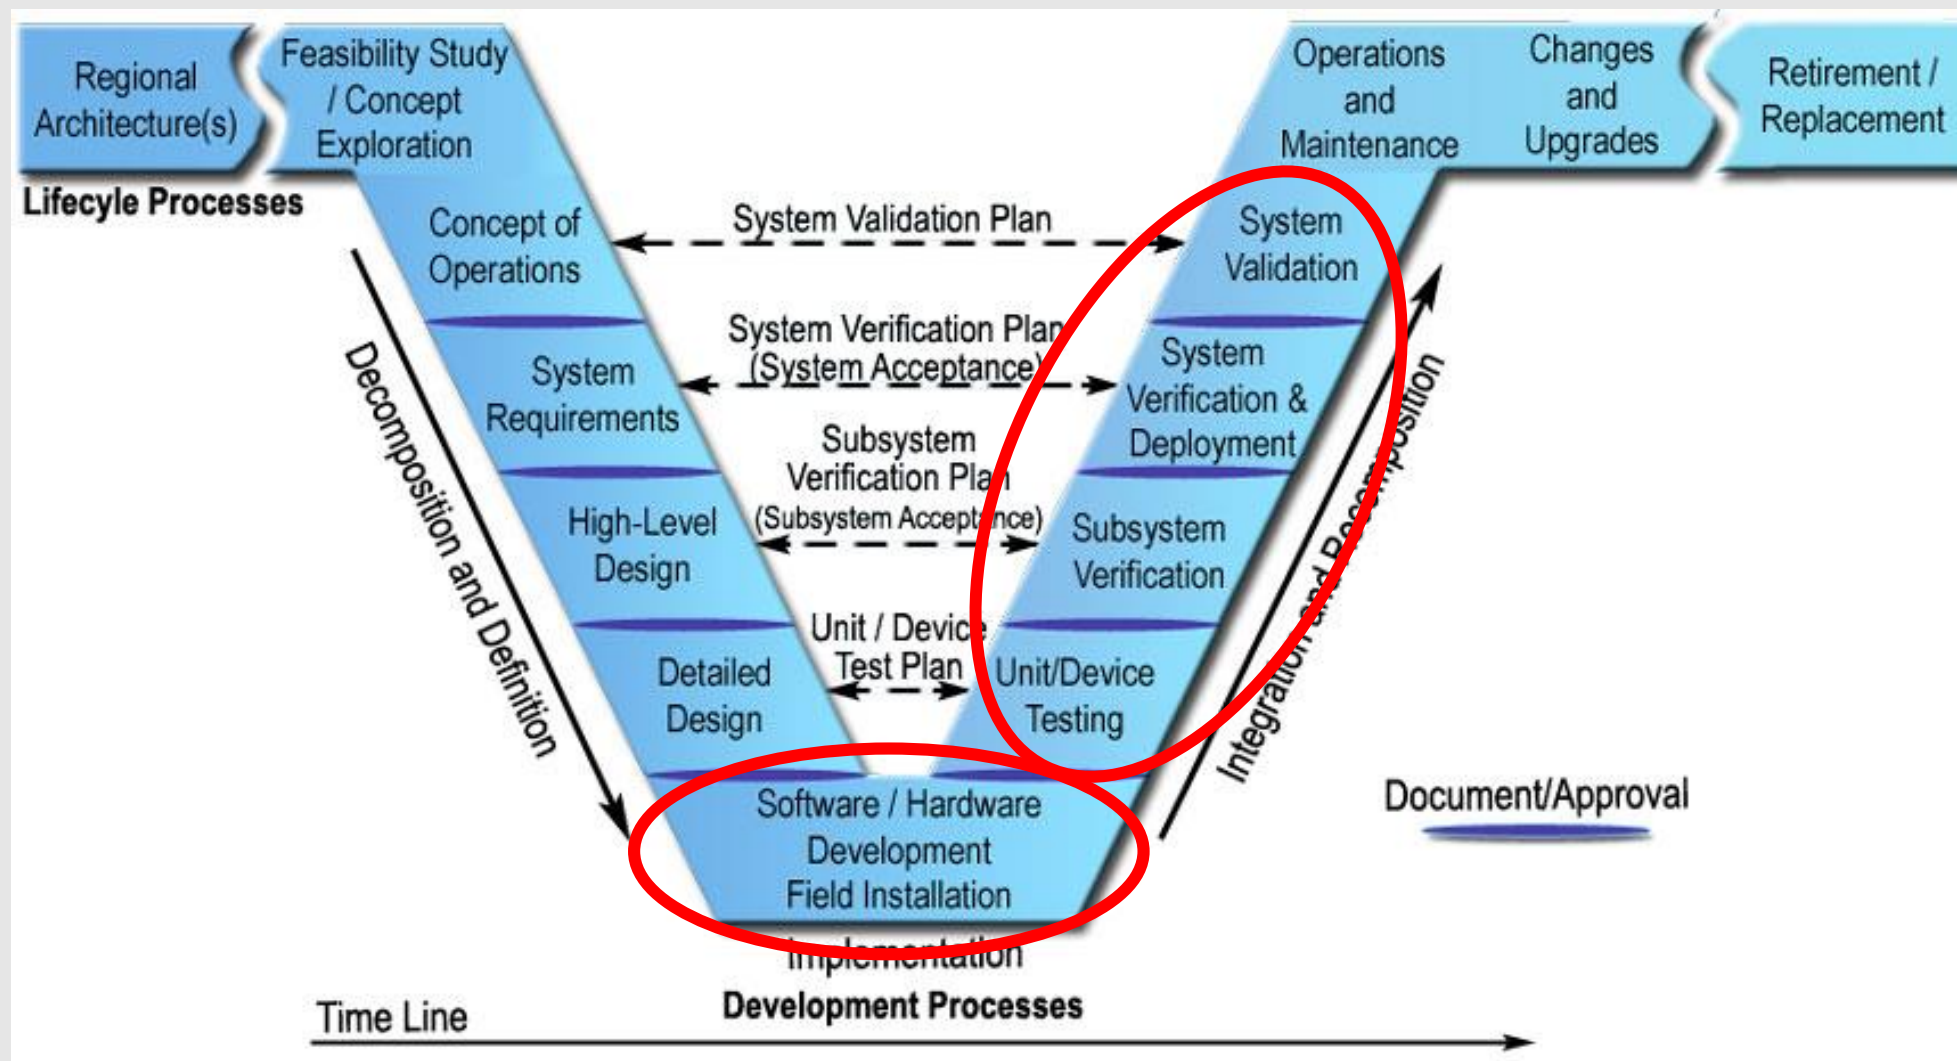 Regional
Architecture(s)
Feasibility Study
/ Concept
Exploration
Operations
and
Maintenance
Changes
and
Upgrades
Retirement /
Replacement
Lifecyle Processes
Concept of
Operations
System Validation Plan
System
Validation
System
Requirements
System Verification Plan
(System Acceptance)
System
Verification &
Deployment
High-Level
Design
Subsystem
Verification Plan
(Subsystem Acceptance)
Subsystem
Verification
Detailed
Design
Unit / Device
Test Plan
Unit/Device
Testing
Decomposition and Definition
Integration and Recomposition
Software / Hardware
Development
Field Installation
Implementation
Document/Approval
Development Processes
Time Line